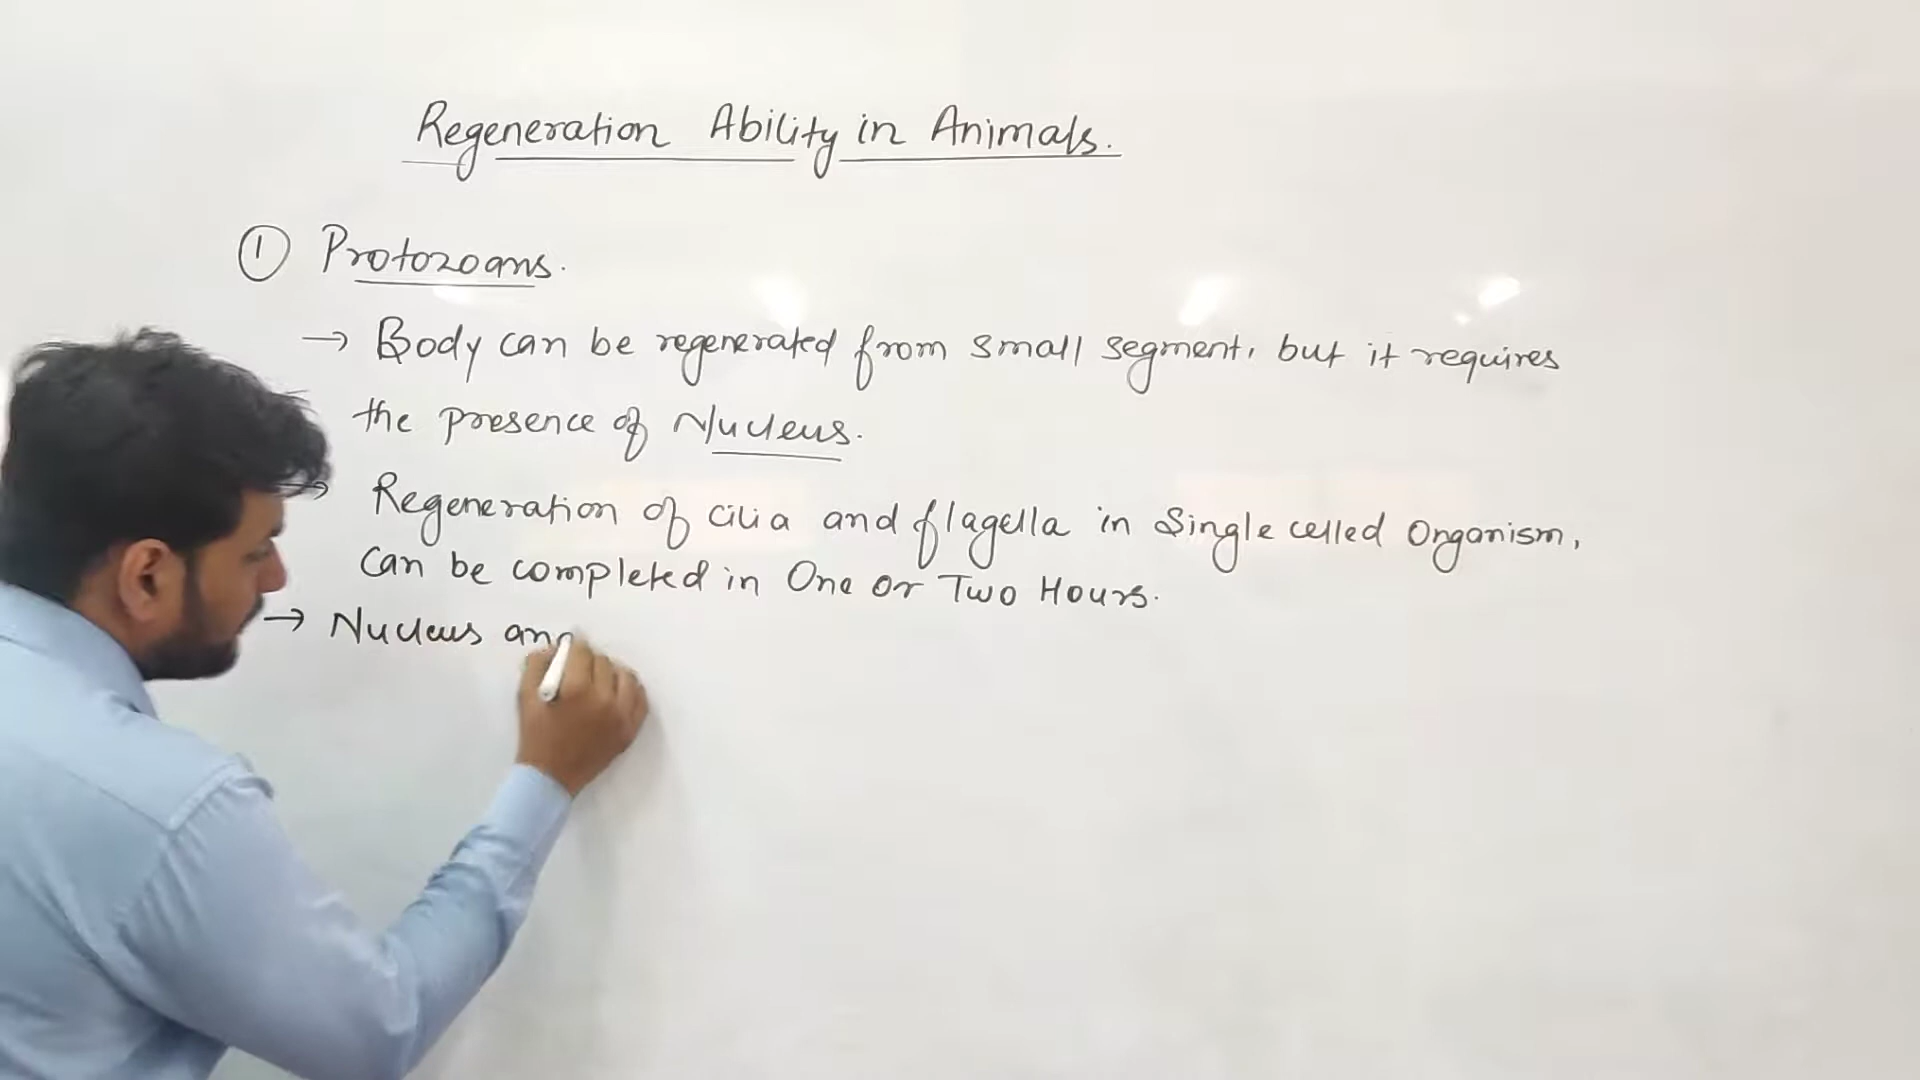 Regeneration Ability in Animals.
① Protozoans.
→ Body can be regenerated from small segment, but it requires
the presence of Nucleus.
→ Regeneration of cilia and flagella in Single celled Organism,
Can be completed in One or Two Hours.
→ Nucleus an